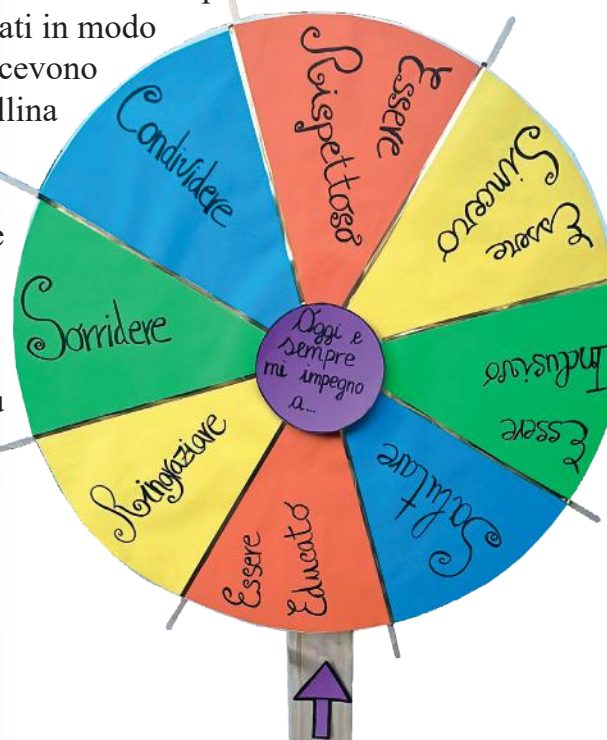 ati in modo
cevono
llina
e
Oggi e
sempre
mi impegno
a...
Essere
Rispettoso
Essere
Sincero
Essere
Inclusivo
Salutare
Essere
Educato
Ringraziare
Sorridere
Condividere